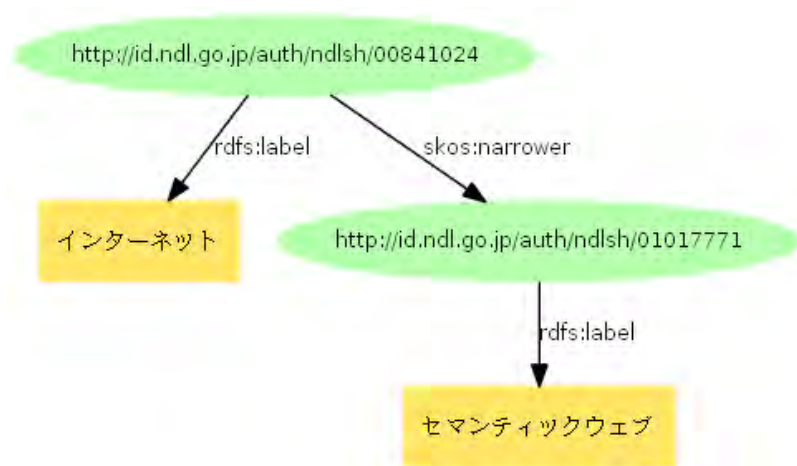 http://id.ndl.go.jp/auth/ndlsh/00841024
rdfs:label
skos:narrower
インターネット
http://id.ndl.go.jp/auth/ndlsh/01017771
rdfs:label
セマンティックウェブ